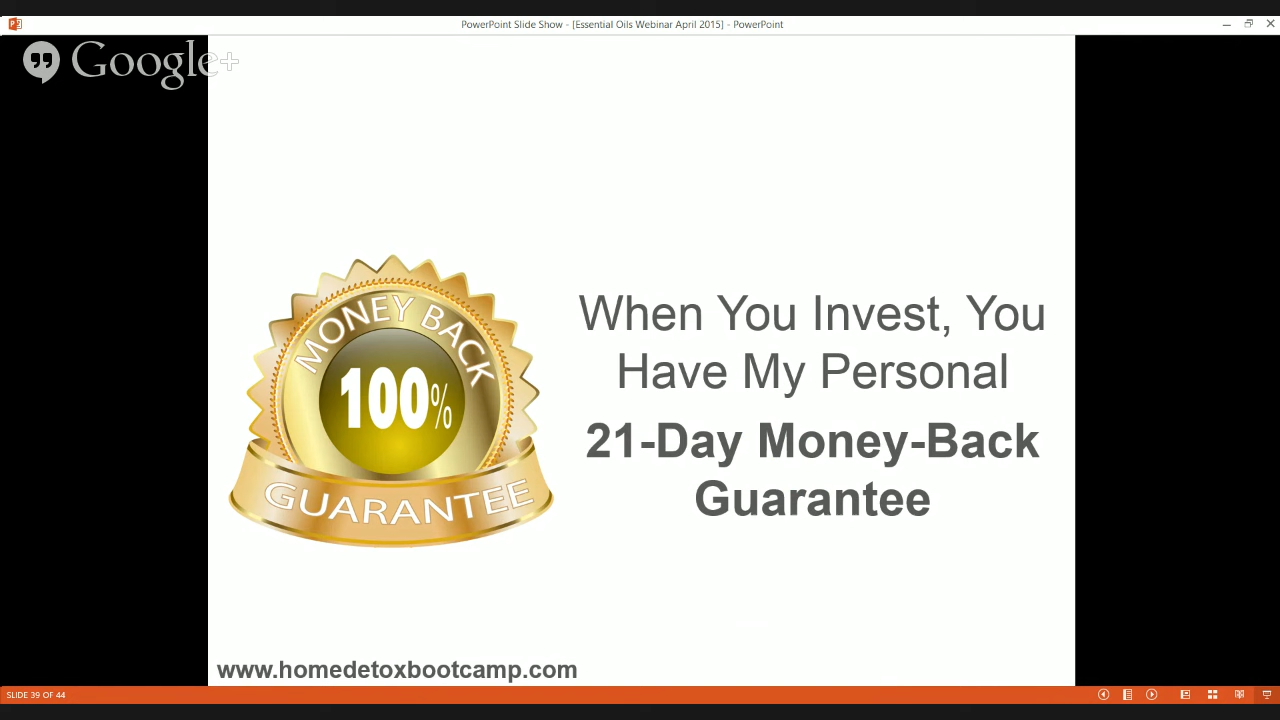 PowerPoint Slide Show - [Essential Oils Webinar April 2015] - PowerPoint
Google+
MONEY BACK
100%
GUARANTEE
When You Invest, You
Have My Personal
21-Day Money-Back
Guarantee
www.homedetoxbootcamp.com
SLIDE 39 OF 44